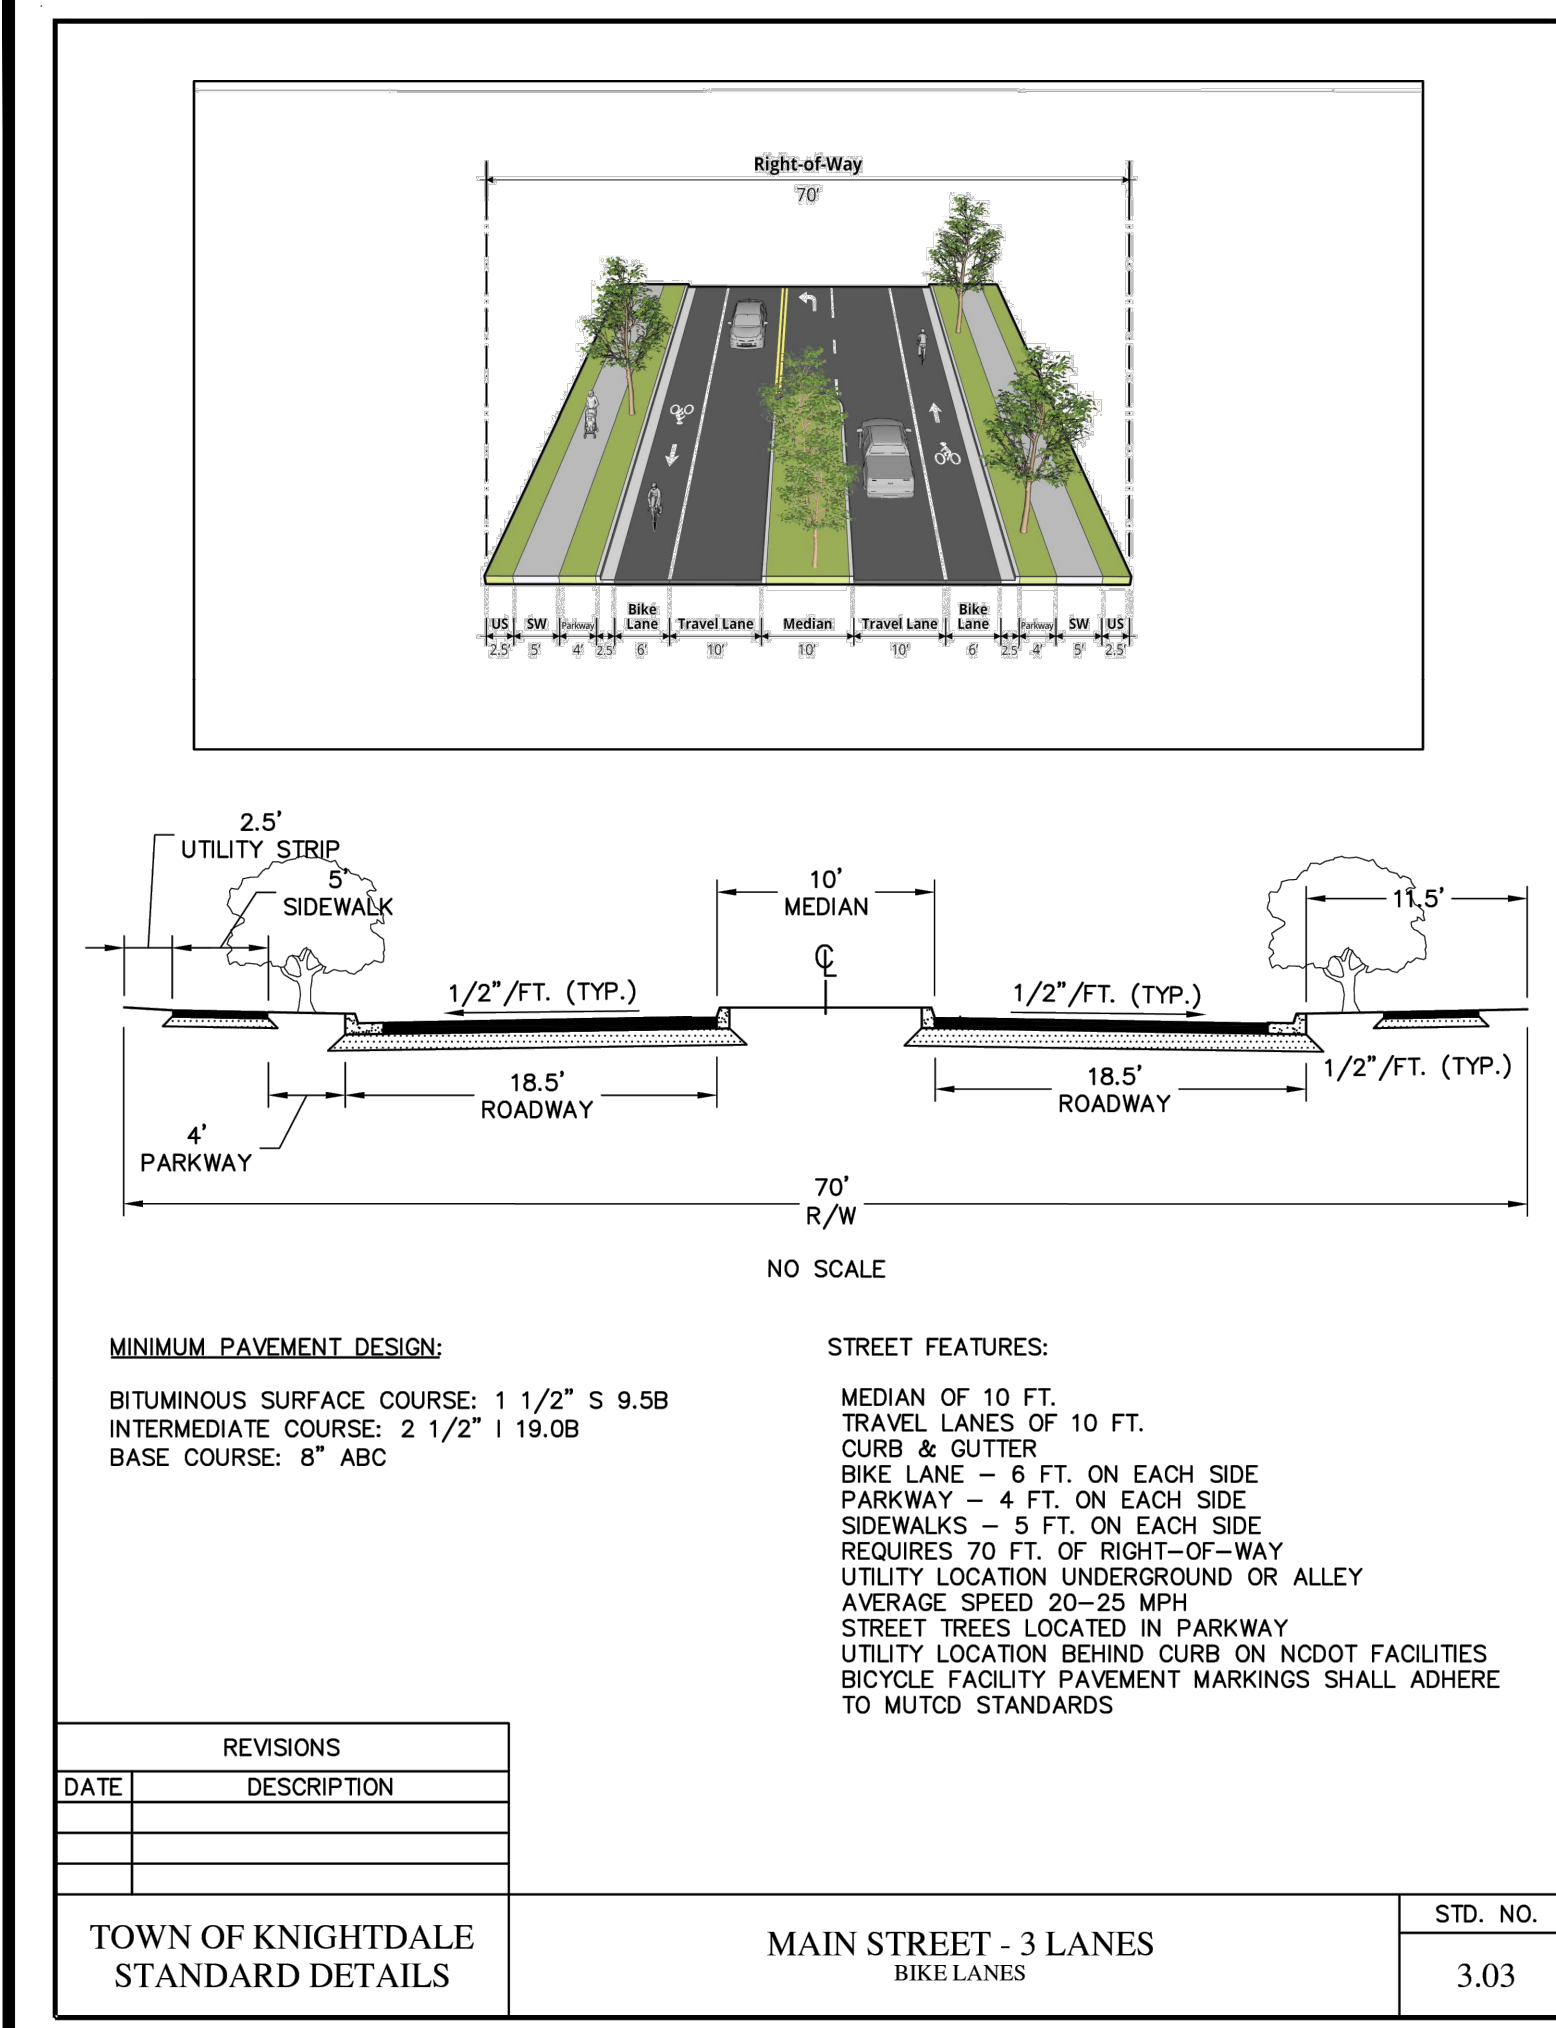 Right-of-Way
70'
US SW Parkway Bike Lane Travel Lane Median Travel Lane Bike Lane Parkway SW US
2.5' 5' 4' 2.5' 6' 10' 10' 10' 6' 2.5' 4' 5' 2.5'
2.5'
UTILITY STRIP
5'
SIDEWALK
10'
MEDIAN
11.5'
℄
1/2"/FT. (TYP.)
1/2"/FT. (TYP.)
1/2"/FT. (TYP.)
18.5'
ROADWAY
18.5'
ROADWAY
4'
PARKWAY
70'
R/W
NO SCALE
MINIMUM PAVEMENT DESIGN:
BITUMINOUS SURFACE COURSE: 1 1/2" S 9.5B
INTERMEDIATE COURSE: 2 1/2" I 19.0B
BASE COURSE: 8" ABC
STREET FEATURES:
MEDIAN OF 10 FT.
TRAVEL LANES OF 10 FT.
CURB & GUTTER
BIKE LANE – 6 FT. ON EACH SIDE
PARKWAY – 4 FT. ON EACH SIDE
SIDEWALKS – 5 FT. ON EACH SIDE
REQUIRES 70 FT. OF RIGHT–OF–WAY
UTILITY LOCATION UNDERGROUND OR ALLEY
AVERAGE SPEED 20–25 MPH
STREET TREES LOCATED IN PARKWAY
UTILITY LOCATION BEHIND CURB ON NCDOT FACILITIES
BICYCLE FACILITY PAVEMENT MARKINGS SHALL ADHERE
TO MUTCD STANDARDS
REVISIONS
DATE DESCRIPTION
TOWN OF KNIGHTDALE
STANDARD DETAILS
MAIN STREET - 3 LANES
BIKE LANES
STD. NO.
3.03